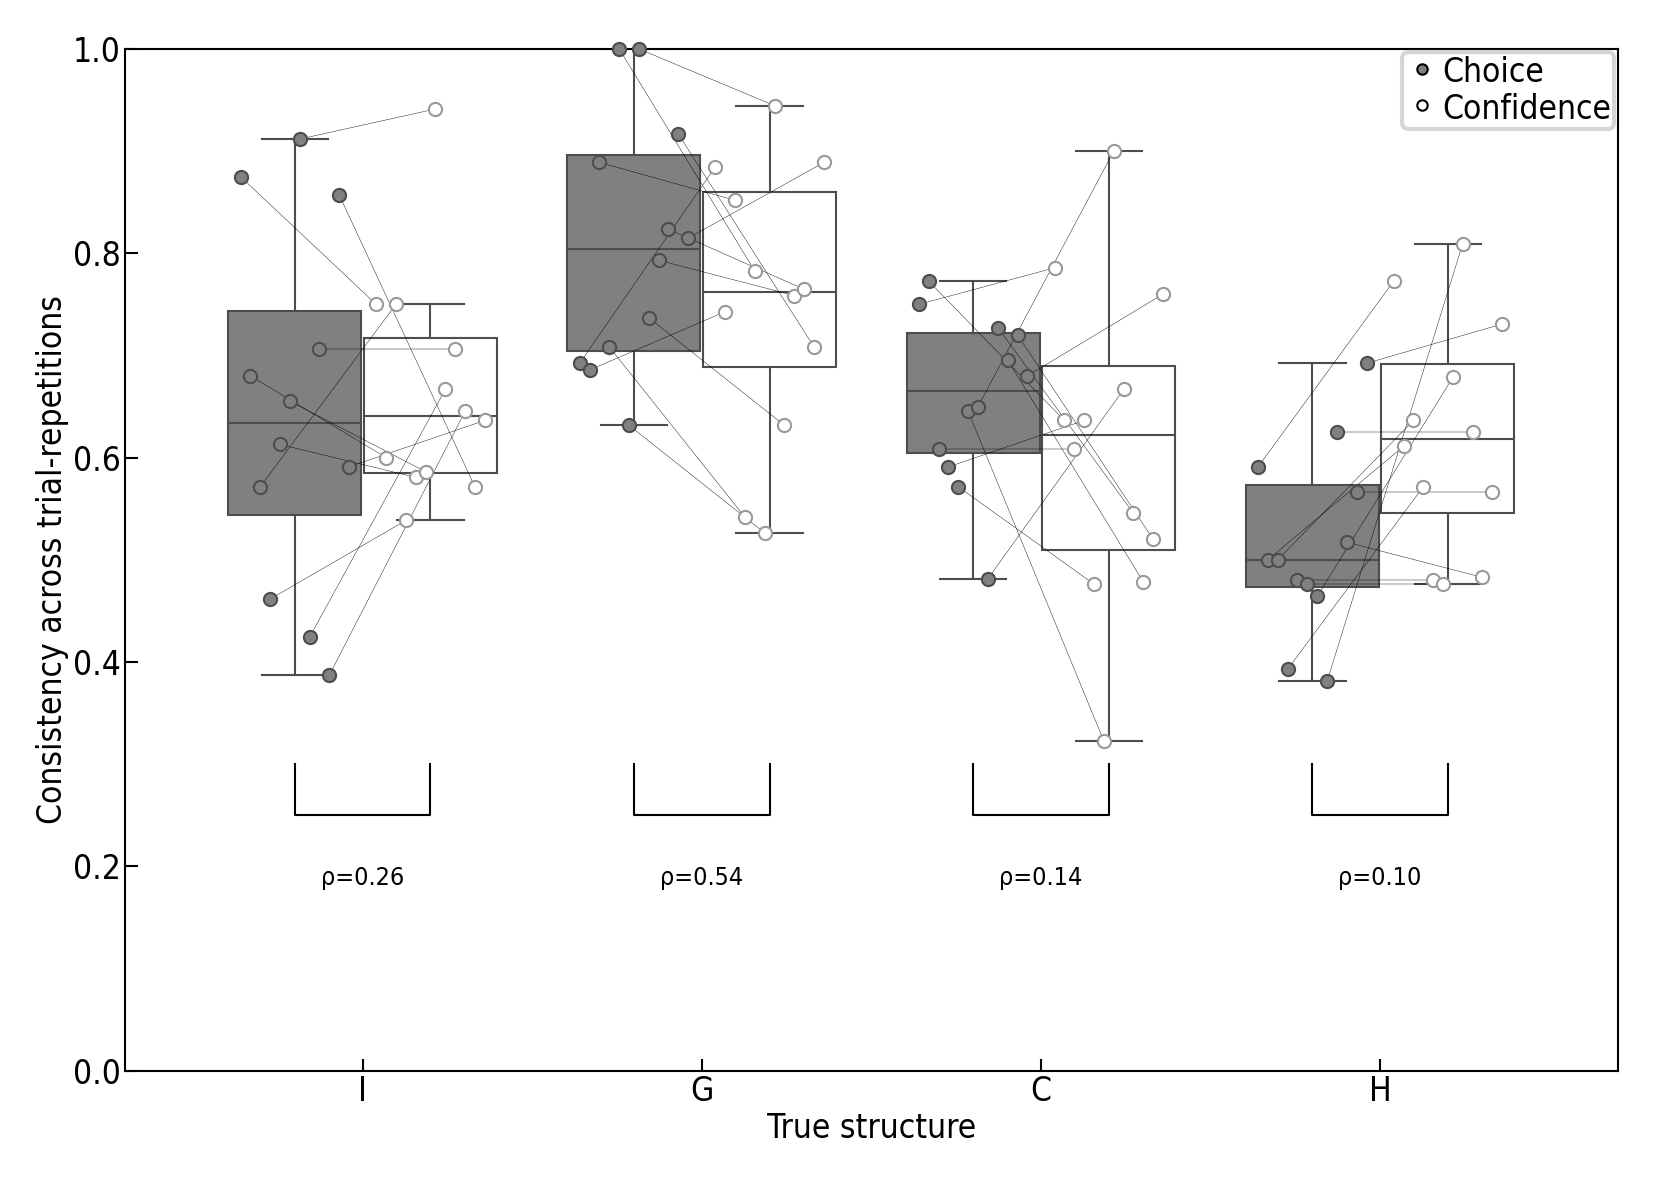 Choice
Confidence
Consistency across trial-repetitions
1.0
0.8
0.6
0.4
0.2
0.0
ρ=0.26
ρ=0.54
ρ=0.14
ρ=0.10
I
G
C
H
True structure